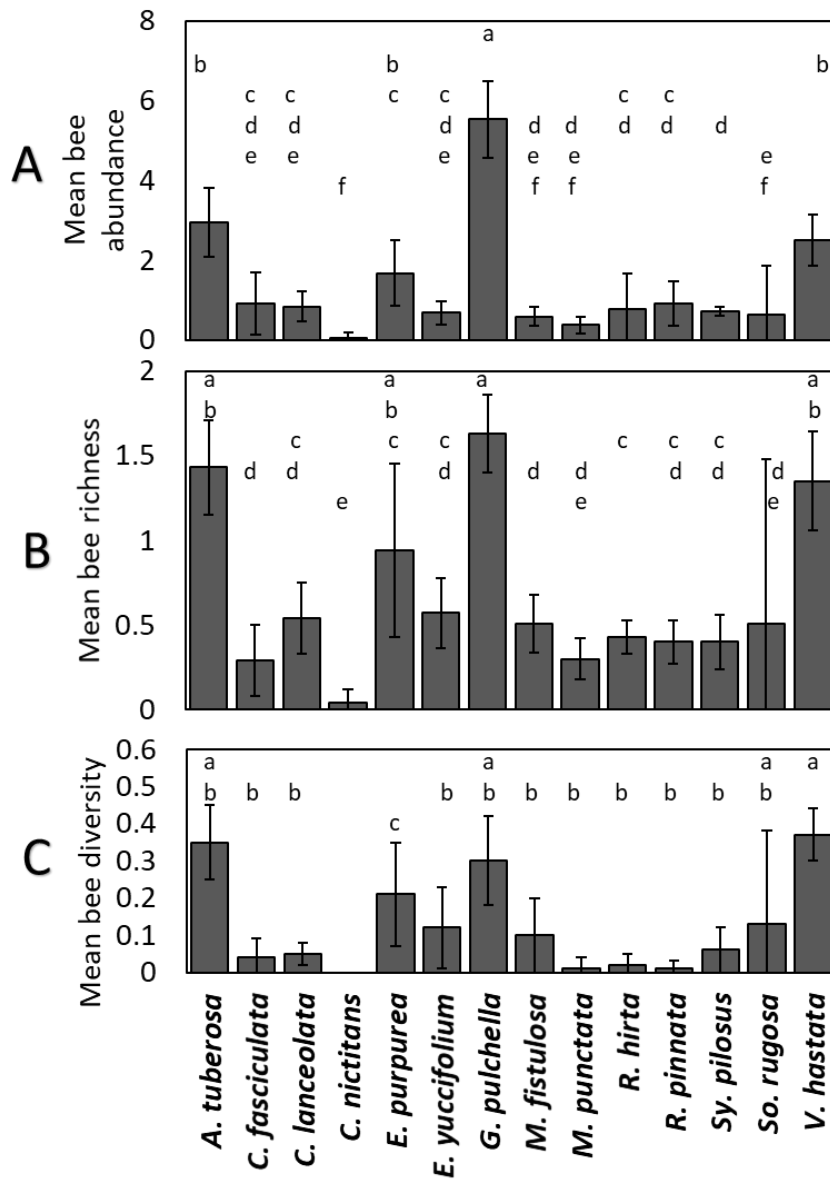 A
Mean bee
abundance
8
6
4
2
0
a
b b b
c c c c c c
d d d d d d d d
e e e e e e
f f f f
B
Mean bee richness
2
1.5
1
0.5
0
a a a a
b b b
c c c c c c
d d d d d d d d
e e e
C
Mean bee diversity
0.6
0.5
0.4
0.3
0.2
0.1
0
a a a a
b b b b b b b b b b b
c
A. tuberosa
C. fasciculata
C. lanceolata
C. nictitans
E. purpurea
E. yuccifolium
G. pulchella
M. fistulosa
M. punctata
R. hirta
R. pinnata
Sy. pilosus
So. rugosa
V. hastata